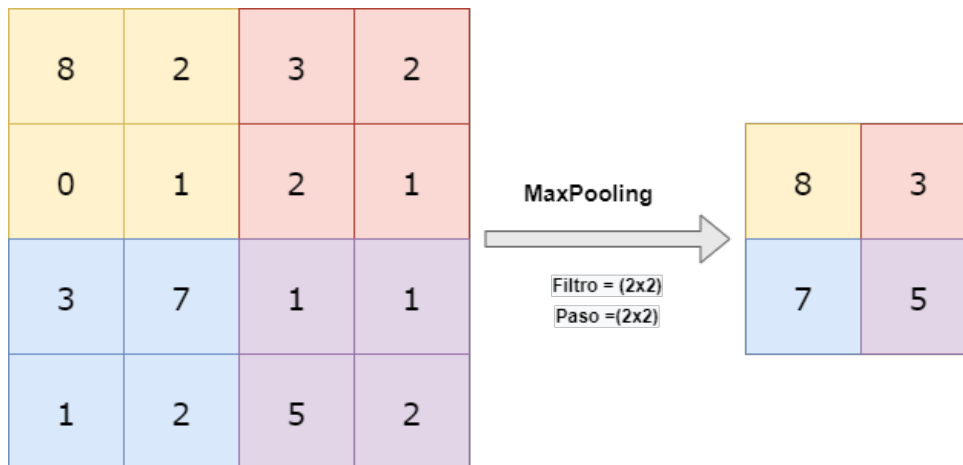 8 2 3 2
0 1 2 1
3 7 1 1
1 2 5 2
MaxPooling
Filtro = (2x2)
Paso =(2x2)
8 3
7 5